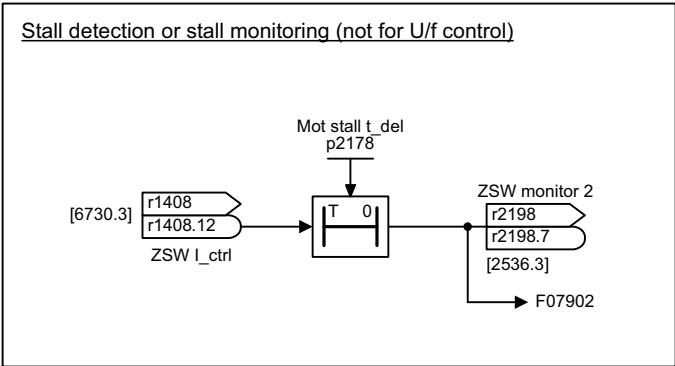 Stall detection or stall monitoring (not for U/f control)
Mot stall t_del
p2178
[6730.3]
r1408
r1408.12
ZSW I_ctrl
T 0
ZSW monitor 2
r2198
r2198.7
[2536.3]
F07902